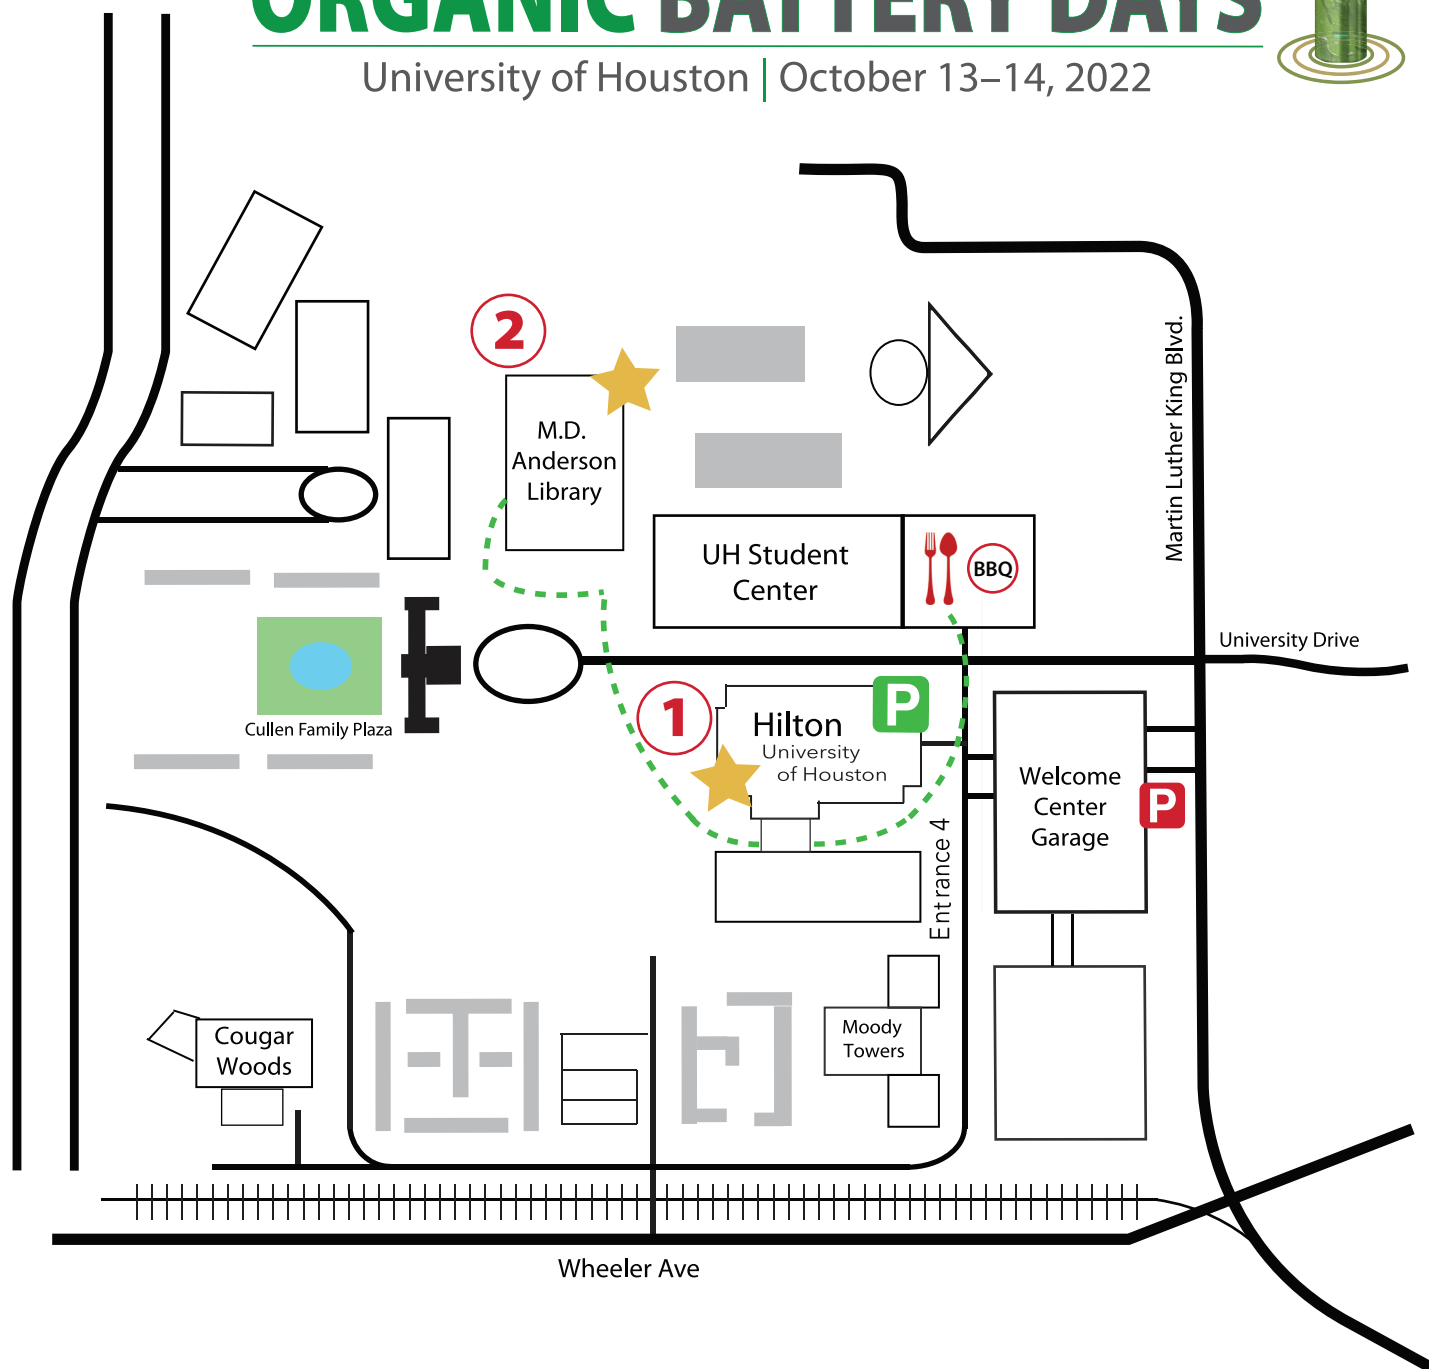 ORGANIC BATTERY DAYS
University of Houston | October 13–14, 2022
2
M.D.
Anderson
Library
Martin Luther King Blvd.
UH Student
Center
BBQ
University Drive
Cullen Family Plaza
1
Hilton
University
of Houston
P
Welcome
Center
Garage
P
Entrance 4
Cougar
Woods
Moody
Towers
Wheeler Ave